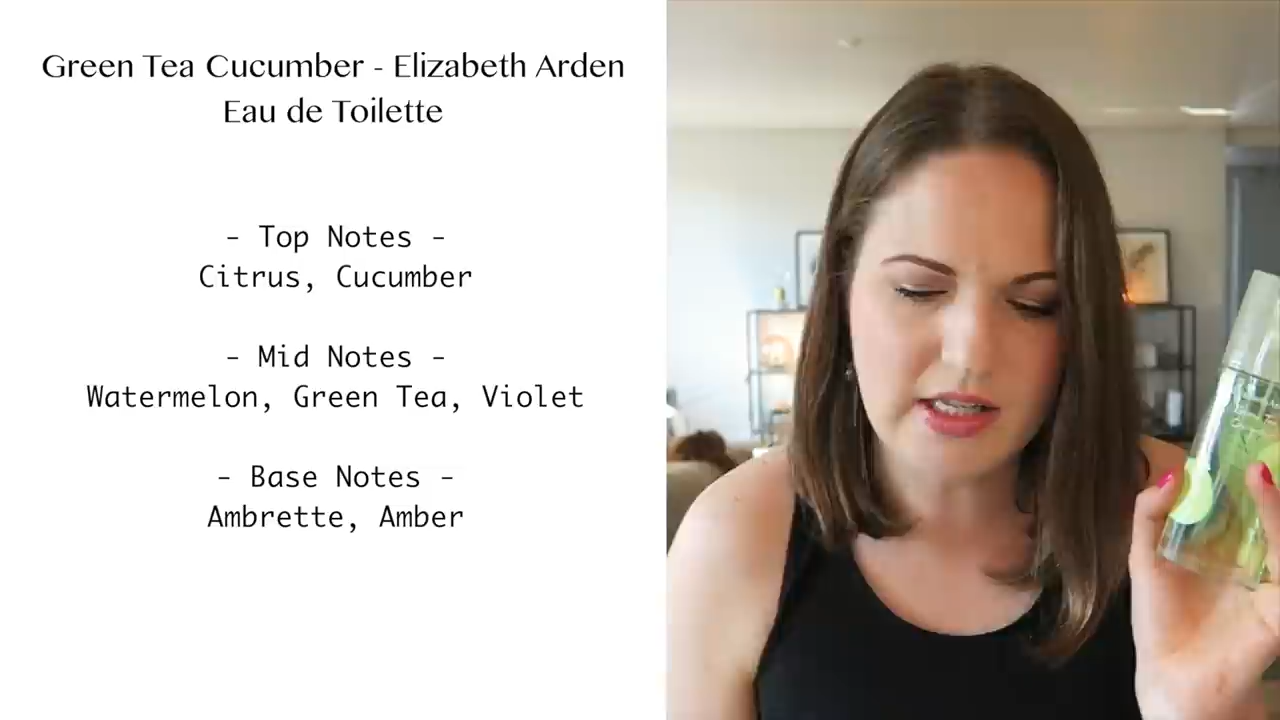 Green Tea Cucumber - Elizabeth Arden
Eau de Toilette
- Top Notes -
Citrus, Cucumber
- Mid Notes -
Watermelon, Green Tea, Violet
- Base Notes -
Ambrette, Amber